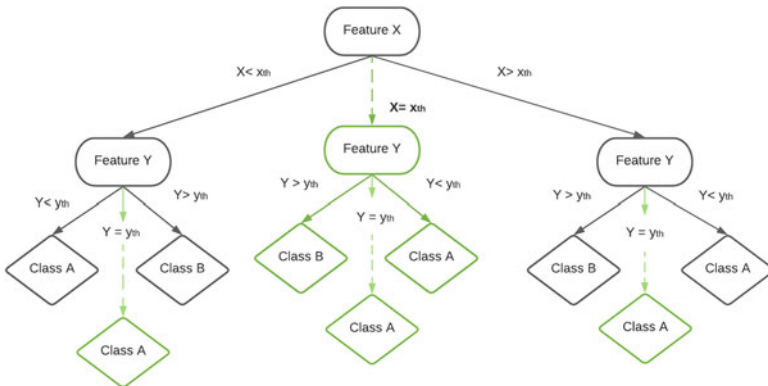 Feature X
X< xth
X> xth
X= xth
Feature Y
Feature Y
Feature Y
Y< yth
Y> yth
Y > yth
Y< yth
Y > yth
Y< yth
Y = yth
Y = yth
Y = yth
Class A
Class B
Class B
Class A
Class B
Class A
Class A
Class A
Class A